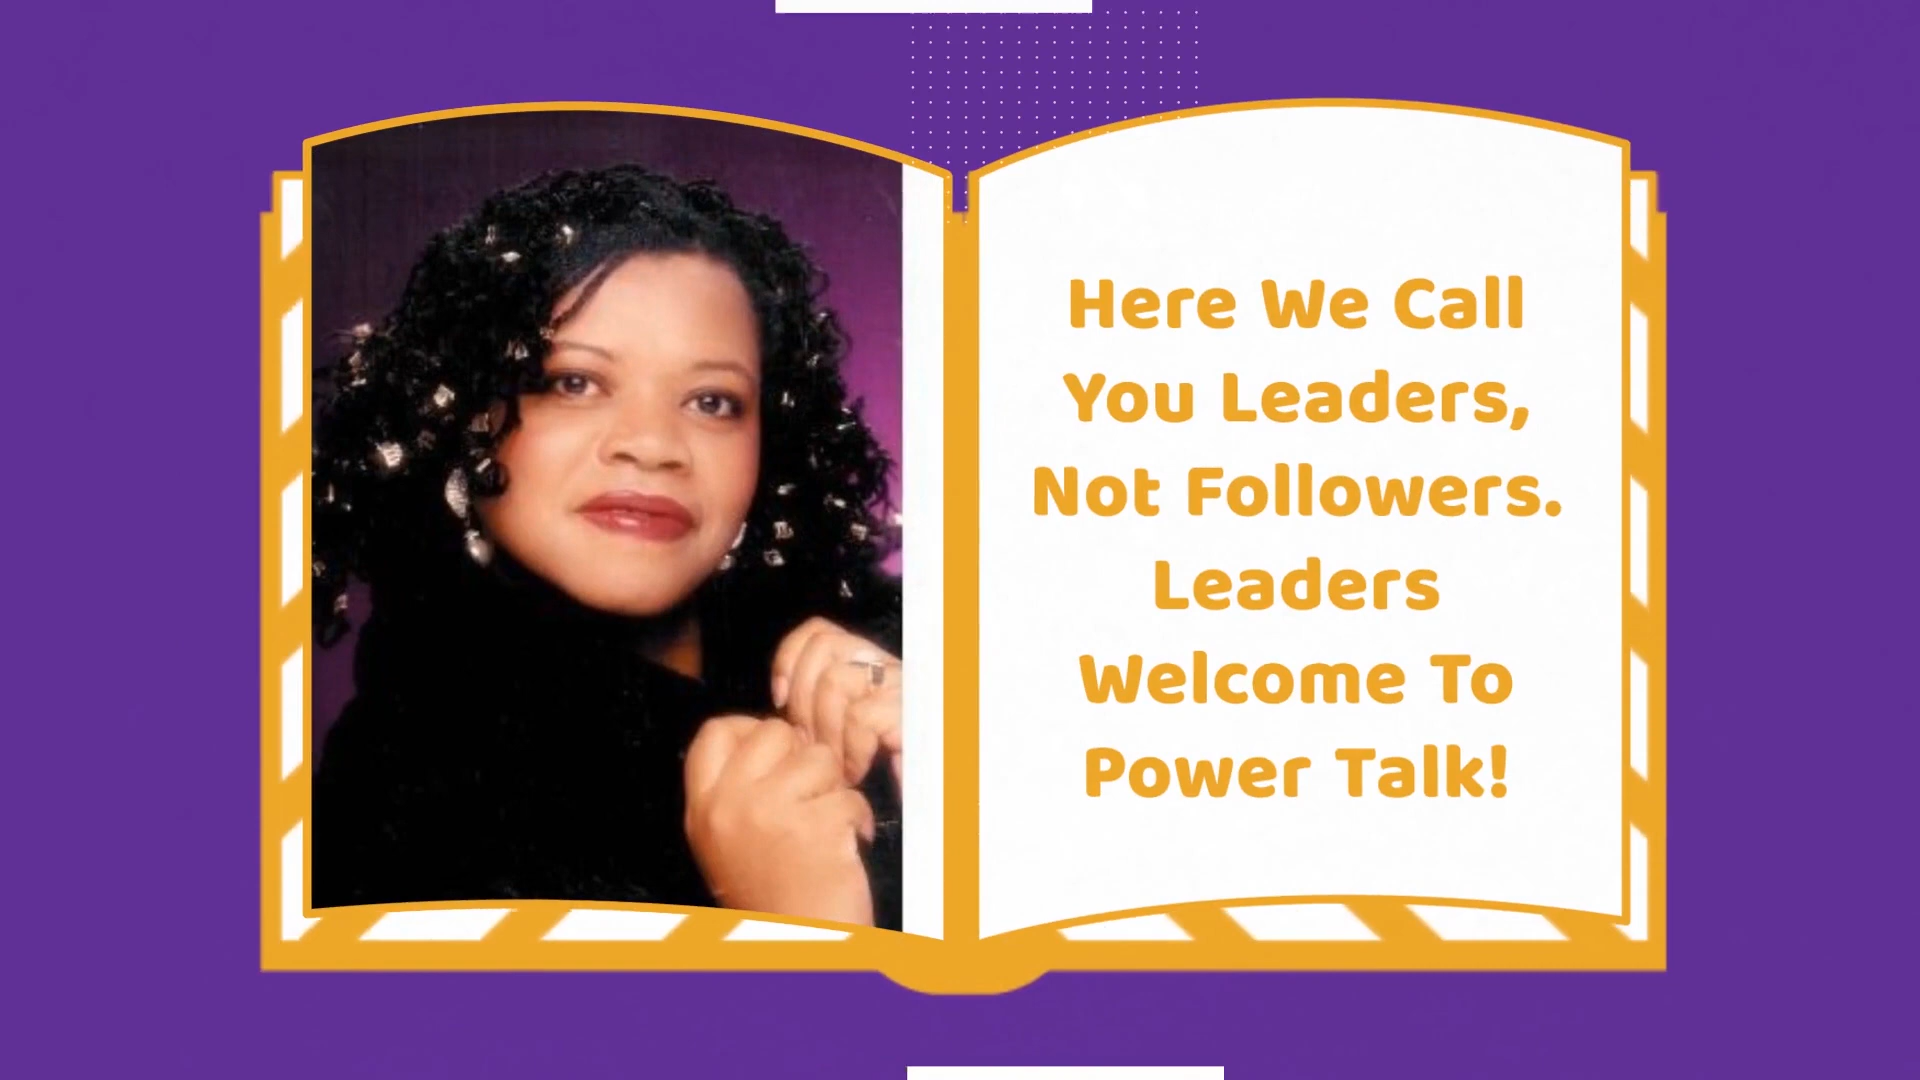 Here We Call
You Leaders,
Not Followers.
Leaders
Welcome To
Power Talk!